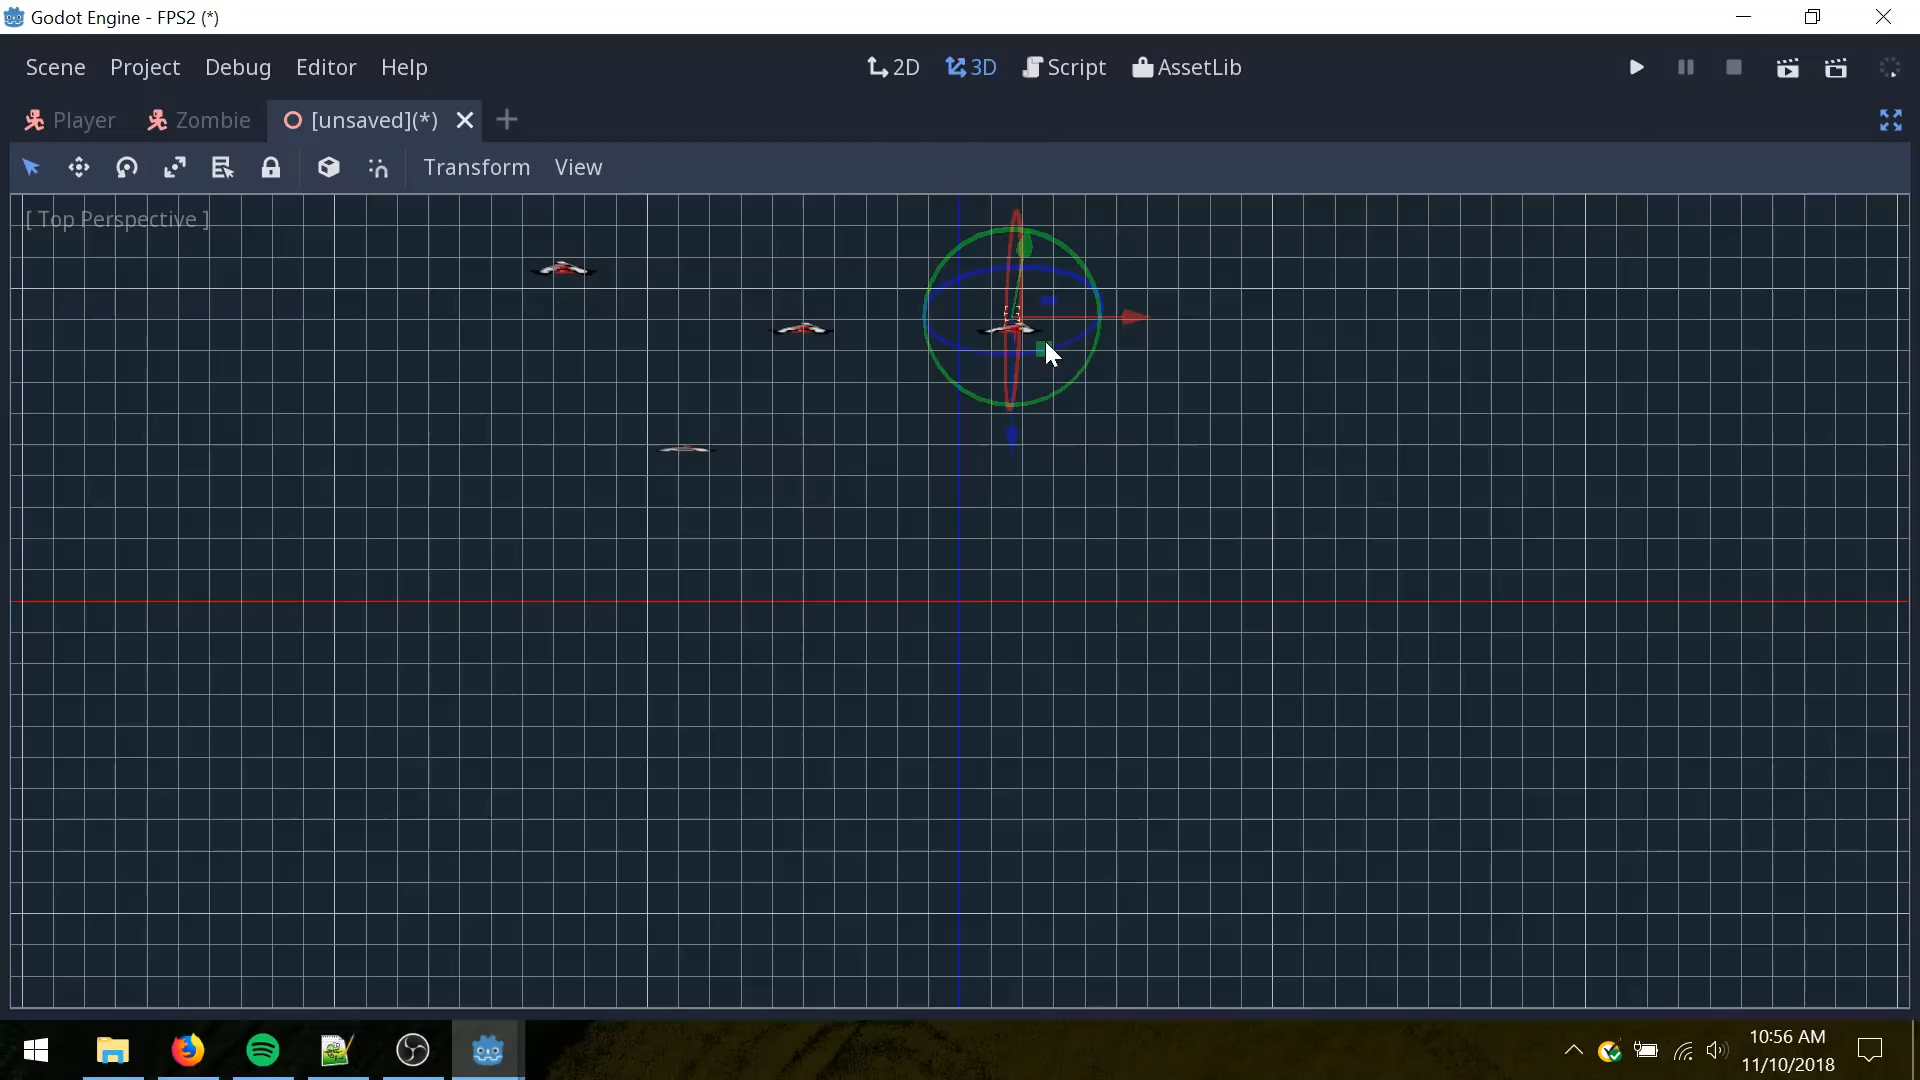 Godot Engine - FPS2 (*)
Scene Project Debug Editor Help 2D 3D Script AssetLib
Player Zombie [unsaved](*)
Transform View
[ Top Perspective ]
10:56 AM
11/10/2018